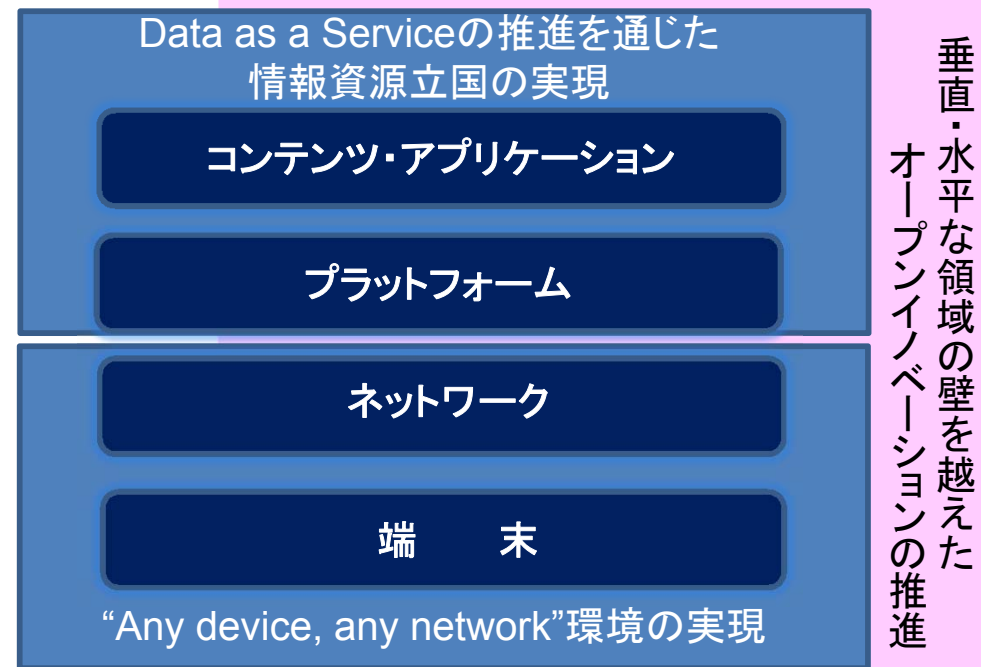 Data as a Serviceの推進を通じた
情報資源立国の実現
コンテンツ・アプリケーション
プラットフォーム
ネットワーク
端　末
“Any device, any network”環境の実現
垂直・水平な領域の壁を越えた
オープンイノベーションの推進